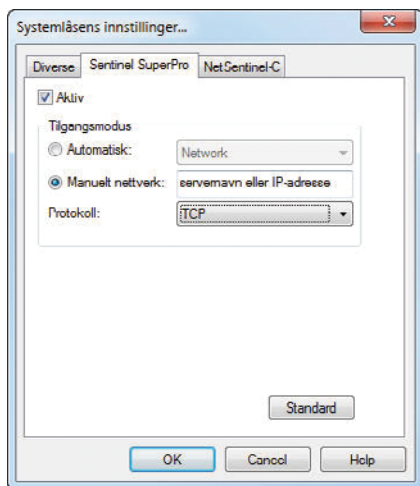 Systemlåsens innstillinger...
Diverse Sentinel SuperPro NetSentinel-C
Aktiv
Tilgangsmodus
Automatisk: Network
Manuelt nettverk: servernavn eller IP-adresse
Protokoll: TCP
Standard
OK Cancel Help